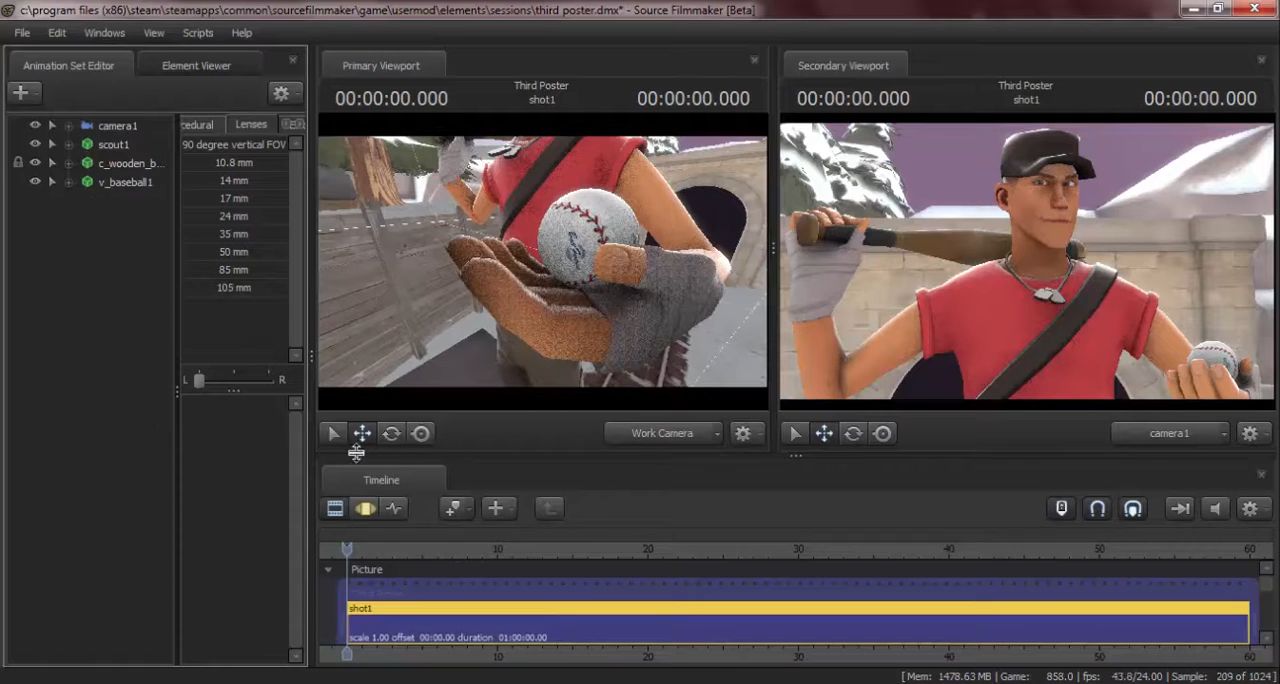 c:\program files (x86)\steam\steamapps\common\sourcefilmmaker\game\usermod\elements\sessions\third poster.dmx* - Source Filmmaker [Beta]
File Edit Windows View Scripts Help
Animation Set Editor Element Viewer
Primary Viewport
Secondary Viewport
Third Poster
shot1
00:00:00.000 00:00:00.000
Third Poster
shot1
00:00:00.000 00:00:00.000
camera1
scout1
c_wooden_b...
v_baseball1
cedural Lenses
90 degree vertical FOV
10.8 mm
14 mm
17 mm
24 mm
35 mm
50 mm
85 mm
105 mm
L R
Work Camera
camera1
Timeline
10 20 30 40 50 60
Picture
shot1
scale 1.00 offset 00:00.00 duration 01:00:00.00
10 20 30 40 50 60
[ Mem: 1478.63 MB | Game: 858.0 | fps: 43.8/24.00 | Sample: 209 of 1024 ]